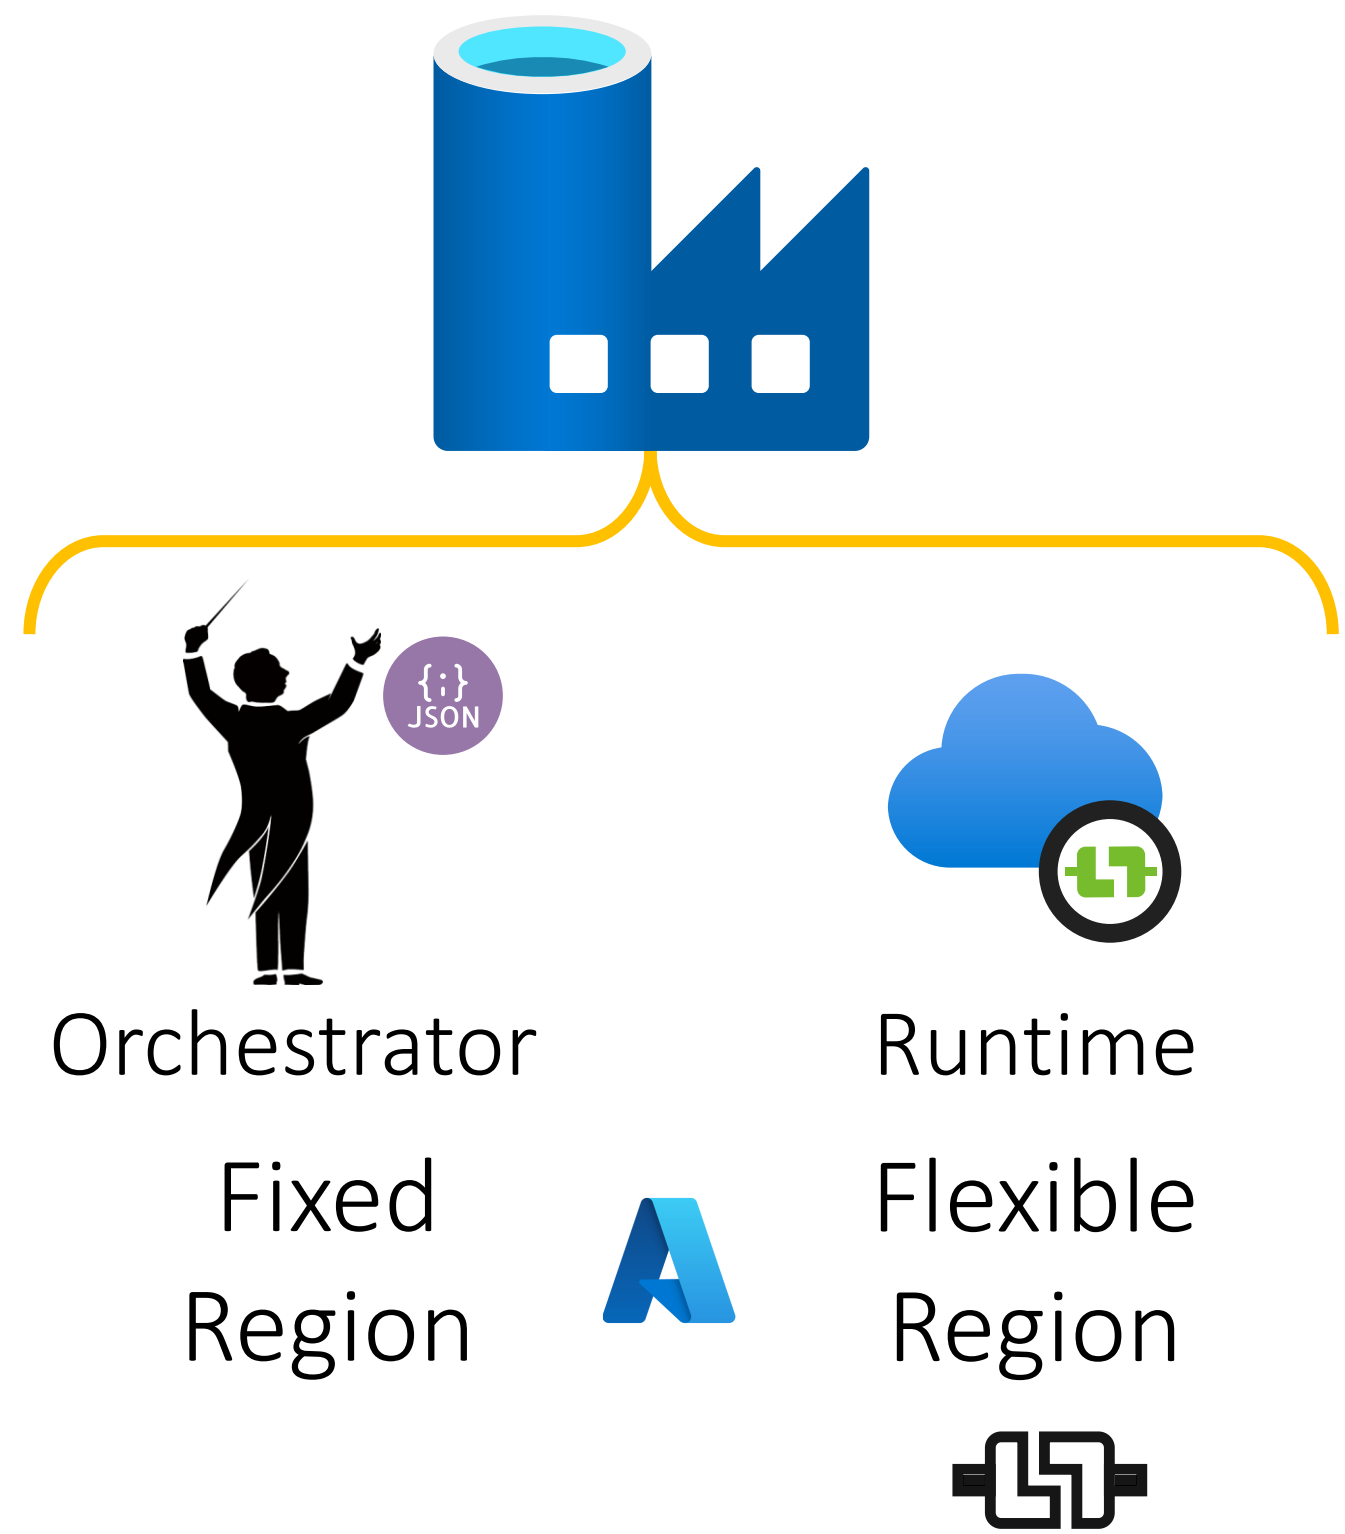 {;}
JSON
Orchestrator
Fixed
Region
Runtime
Flexible
Region